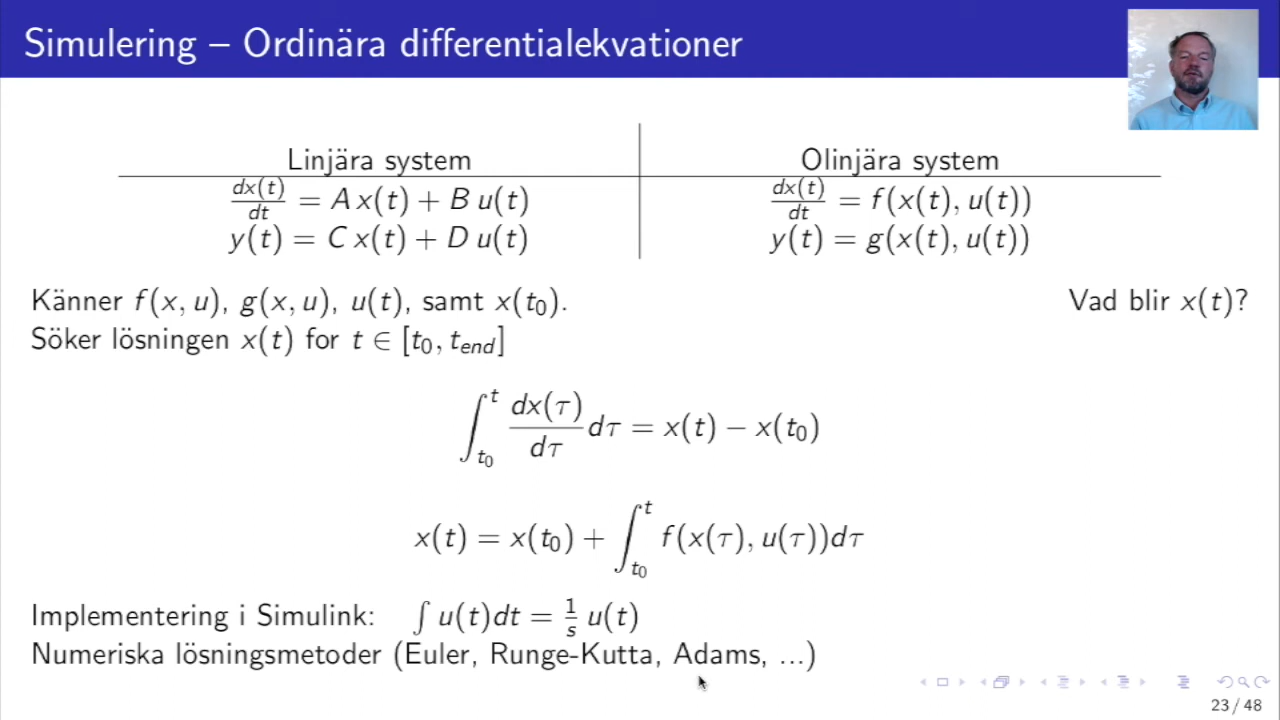 Simulering – Ordinära differentialekvationer
Linjära system
Olinjära system
dx(t)/dt = A x(t) + B u(t)
dx(t)/dt = f(x(t), u(t))
y(t) = C x(t) + D u(t)
y(t) = g(x(t), u(t))
Känner f(x, u), g(x, u), u(t), samt x(t₀).
Vad blir x(t)?
Söker lösningen x(t) for t ∈ [t₀, t_end]
∫_{t₀}^{t} dx(τ)/dτ dτ = x(t) − x(t₀)
x(t) = x(t₀) + ∫_{t₀}^{t} f(x(τ), u(τ))dτ
Implementering i Simulink: ∫ u(t)dt = 1/s u(t)
Numeriska lösningsmetoder (Euler, Runge-Kutta, Adams, ...)
23 / 48